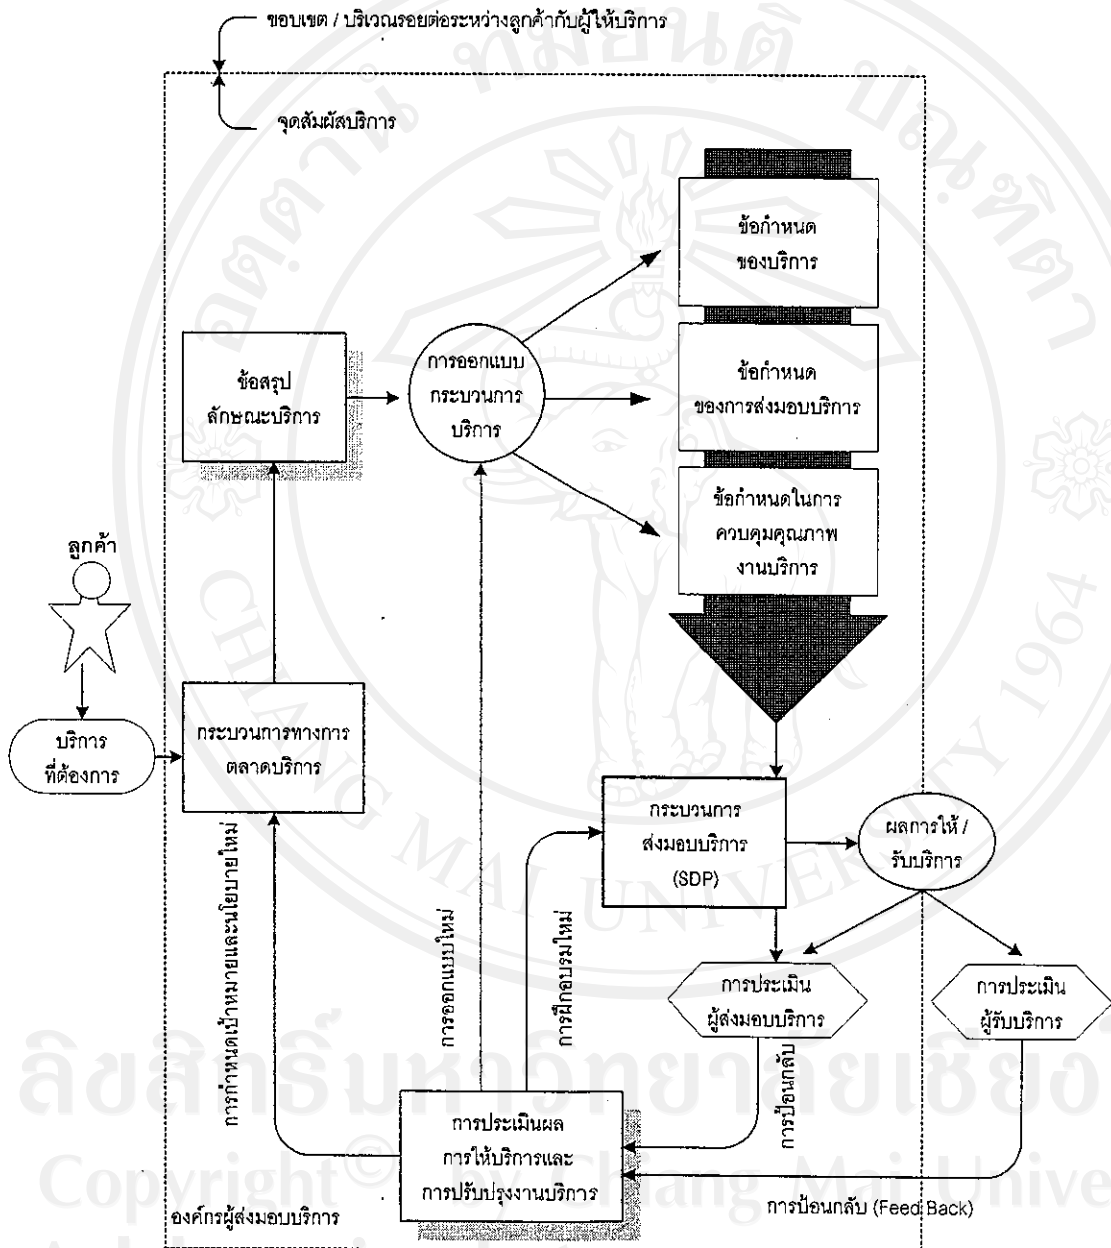 ขอบเขต / บริเวณรอยต่อระหว่างลูกค้ากับผู้ให้บริการ
จุดสัมผัสบริการ
ข้อกำหนด
ของบริการ
ข้อสรุป
ลักษณะบริการ
การออกแบบ
กระบวนการ
บริการ
ข้อกำหนด
ของการส่งมอบบริการ
ข้อกำหนดในการ
ควบคุมคุณภาพ
งานบริการ
ลูกค้า
บริการ
ที่ต้องการ
กระบวนการทางการ
ตลาดบริการ
กระบวนการ
ส่งมอบบริการ
(SDP)
ผลการให้ /
รับบริการ
การกำหนดเป้าหมายและนโยบายใหม่
การออกแบบใหม่
การฝึกอบรมใหม่
การประเมิน
ผู้ส่งมอบบริการ
การประเมิน
ผู้รับบริการ
การป้อนกลับ
การประเมินผล
การให้บริการและ
การปรับปรุงงานบริการ
การป้อนกลับ (Feed Back)
องค์กรผู้ส่งมอบบริการ
CHIANG MAI UNIVERSITY 1964
ลิขสิทธิ์ มหาวิทยาลัยเชียงใ
Copyright © by Chiang Mai Unive